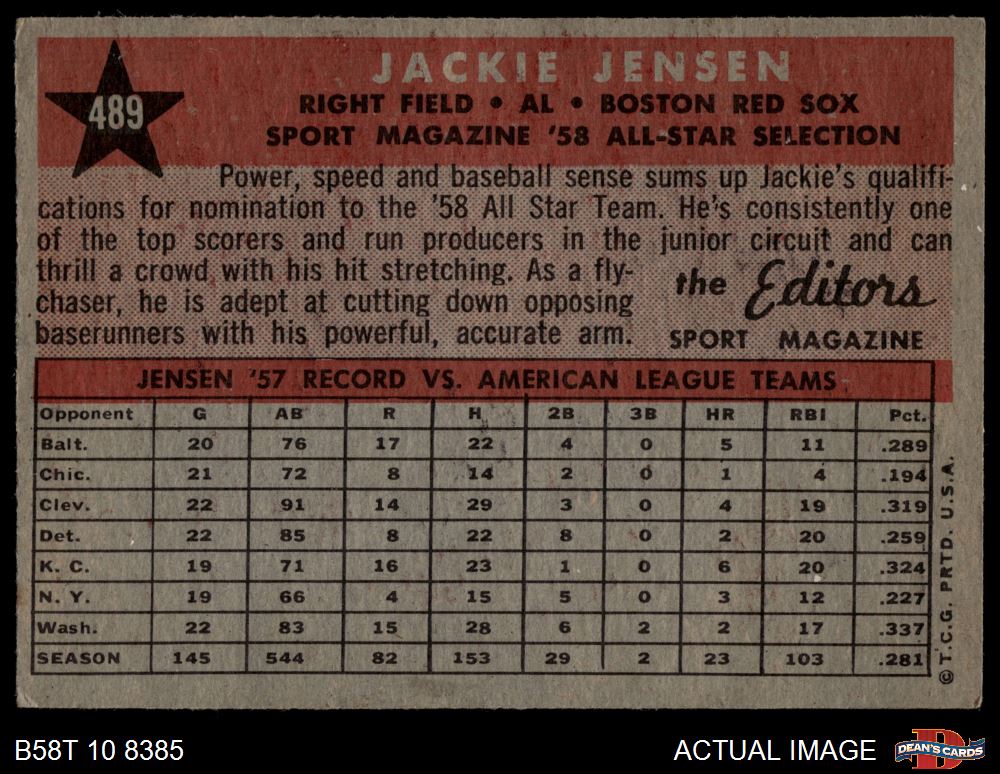 489
JACKIE JENSEN
RIGHT FIELD • AL • BOSTON RED SOX
SPORT MAGAZINE '58 ALL-STAR SELECTION
Power, speed and baseball sense sums up Jackie's qualifi-
cations for nomination to the '58 All Star Team. He's consistently one
of the top scorers and run producers in the junior circuit and can
thrill a crowd with his hit stretching. As a fly-
chaser, he is adept at cutting down opposing
baserunners with his powerful, accurate arm.
the Editors
SPORT MAGAZINE
JENSEN '57 RECORD VS. AMERICAN LEAGUE TEAMS
Opponent G AB R H 2B 3B HR RBI Pct.
Balt. 20 76 17 22 4 0 5 11 .289
Chic. 21 72 8 14 2 0 1 4 .194
Clev. 22 91 14 29 3 0 4 19 .319
Det. 22 85 8 22 8 0 2 20 .259
K. C. 19 71 16 23 1 0 6 20 .324
N. Y. 19 66 4 15 5 0 3 12 .227
Wash. 22 83 15 28 6 2 2 17 .337
SEASON 145 544 82 153 29 2 23 103 .281
© T.C.G. PRTD. U.S.A.
B58T 10 8385
ACTUAL IMAGE
D
DEAN'S CARDS